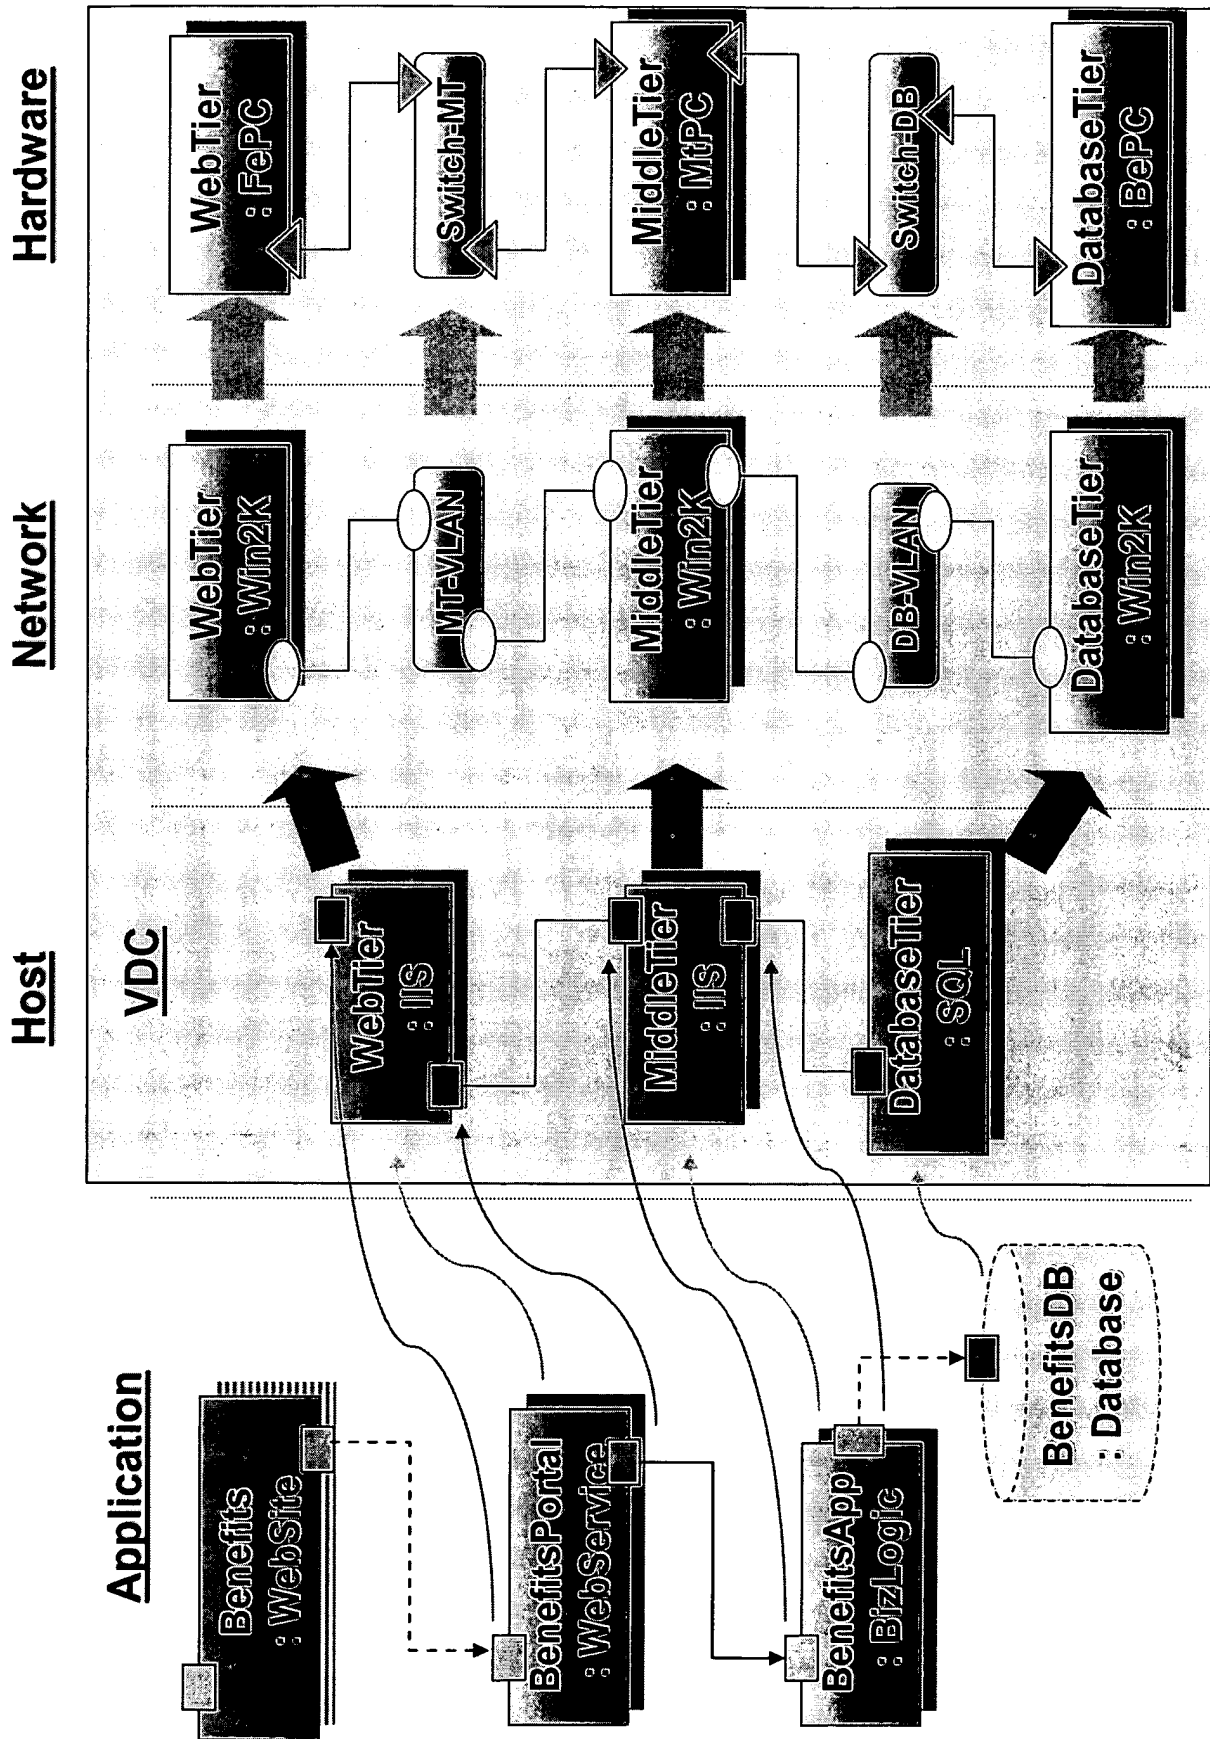 Application
Host
Network
Hardware
VDC
Benefits
: WebSite
BenefitsPortal
: WebService
BenefitsApp
: BizLogic
BenefitsDB
: Database
WebTier
: IIS
MiddleTier
: IIS
DatabaseTier
: SQL
WebTier
: Win2K
MT-VLAN
MiddleTier
: Win2K
DB-VLAN
DatabaseTier
: Win2K
WebTier
: FePC
Switch-MT
MiddleTier
: MtPC
Switch-DB
DatabaseTier
: BePC